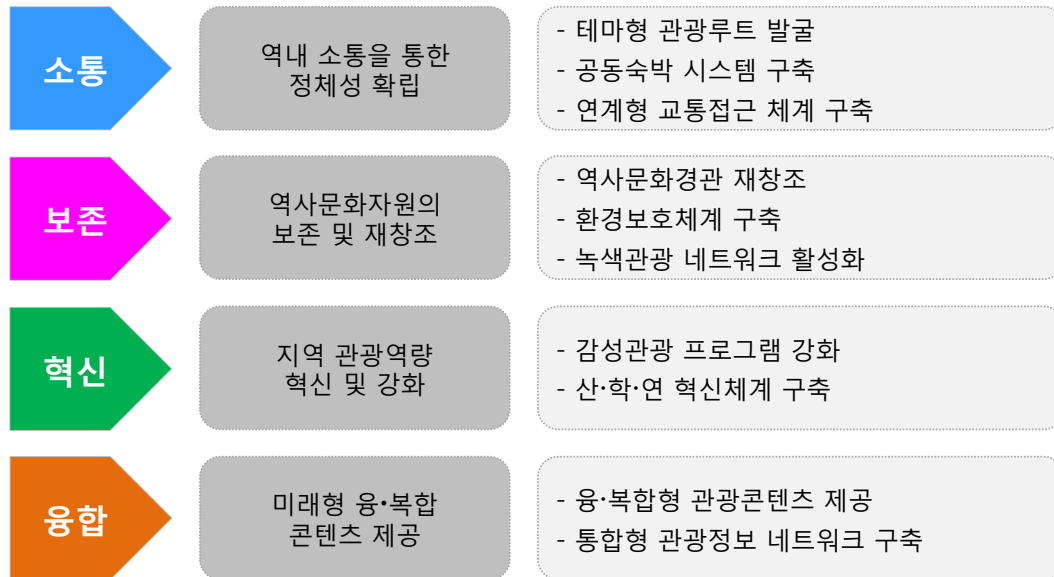 소통
역내 소통을 통한
정체성 확립
- 테마형 관광루트 발굴
- 공동숙박 시스템 구축
- 연계형 교통접근 체계 구축
보존
역사문화자원의
보존 및 재창조
- 역사문화경관 재창조
- 환경보호체계 구축
- 녹색관광 네트워크 활성화
혁신
지역 관광역량
혁신 및 강화
- 감성관광 프로그램 강화
- 산·학·연 혁신체계 구축
융합
미래형 융·복합
콘텐츠 제공
- 융·복합형 관광콘텐츠 제공
- 통합형 관광정보 네트워크 구축